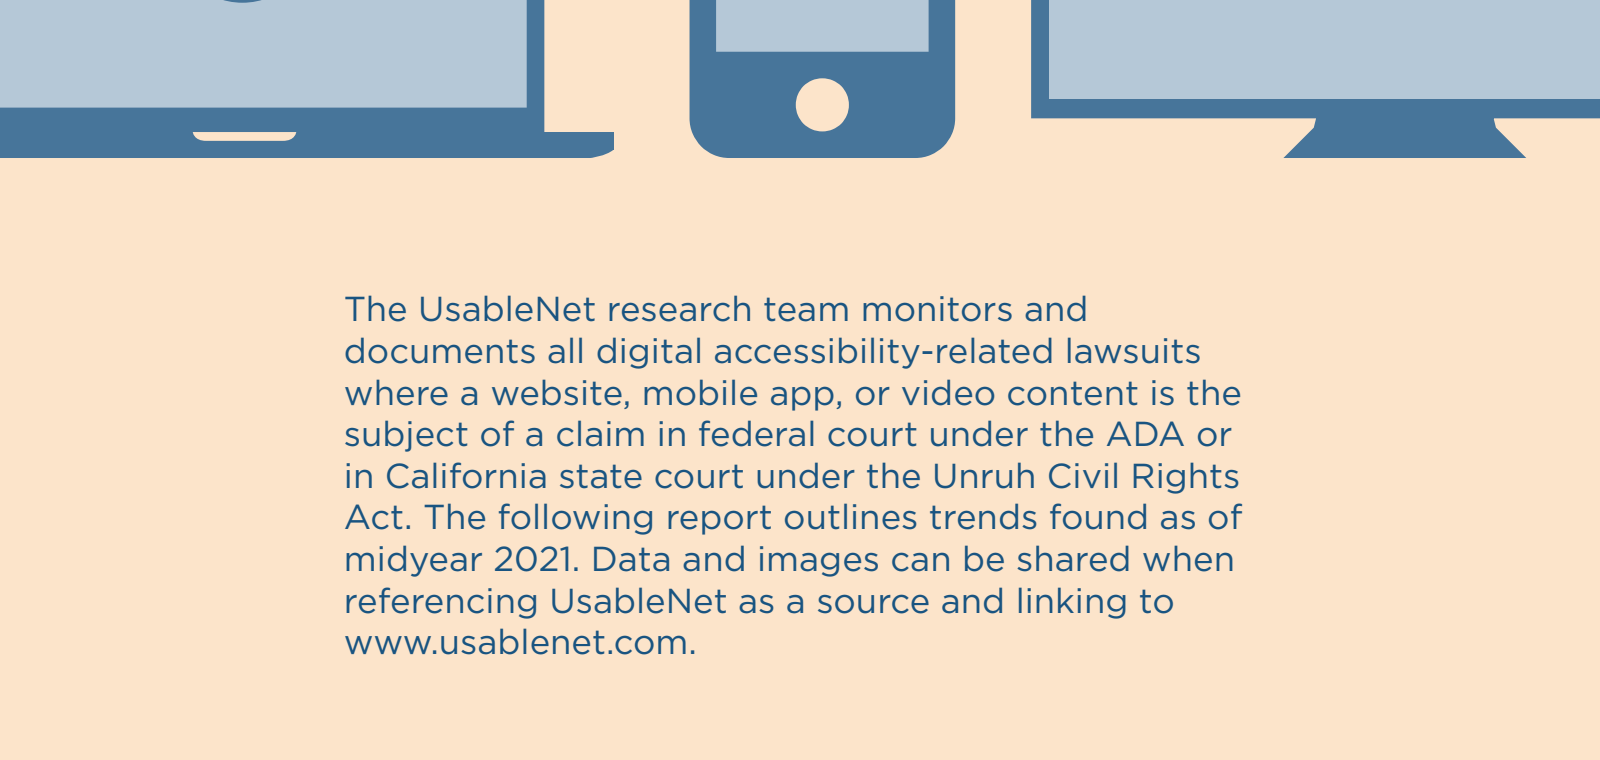 The UsableNet research team monitors and
documents all digital accessibility-related lawsuits
where a website, mobile app, or video content is the
subject of a claim in federal court under the ADA or
in California state court under the Unruh Civil Rights
Act. The following report outlines trends found as of
midyear 2021. Data and images can be shared when
referencing UsableNet as a source and linking to
www.usablenet.com.